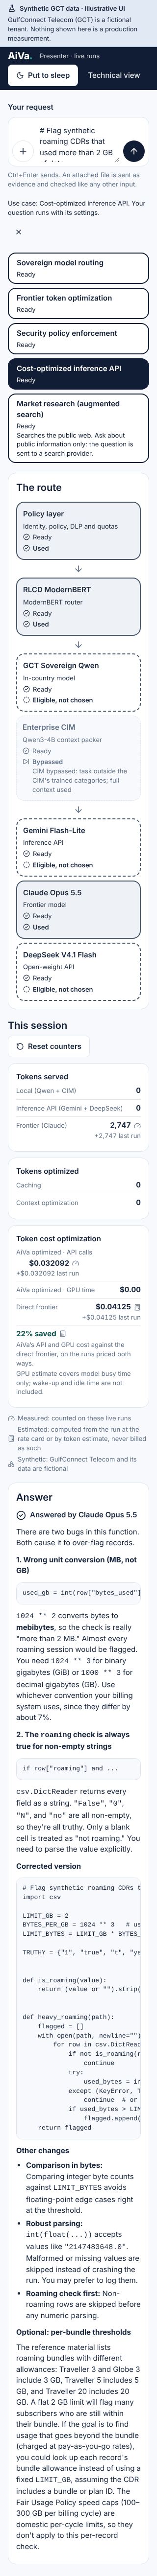 Synthetic GCT data · Illustrative UI
GulfConnect Telecom (GCT) is a fictional
tenant. Nothing shown here is a production
measurement.
AiVa. Presenter · live runs
Put to sleep Technical view
Your request
# Flag synthetic
roaming CDRs that
used more than 2 GB
Ctrl+Enter sends. An attached file is sent as
evidence and checked like any other input.
Use case: Cost-optimized inference API. Your
question runs with its settings.
Sovereign model routing
Ready
Frontier token optimization
Ready
Security policy enforcement
Ready
Cost-optimized inference API
Ready
Market research (augmented
search)
Ready
Searches the public web. Ask about
public information only: the question is
sent to a search provider.
The route
Policy layer
Identity, policy, DLP and quotas
Ready
Used
RLCD ModernBERT
ModernBERT router
Ready
Used
GCT Sovereign Qwen
In-country model
Ready
Eligible, not chosen
Enterprise CIM
Qwen3-4B context packer
Ready
Bypassed
CIM bypassed: task outside the
CIM's trained categories; full
context used
Gemini Flash-Lite
Inference API
Ready
Eligible, not chosen
Claude Opus 5.5
Frontier model
Ready
Used
DeepSeek V4.1 Flash
Open-weight API
Ready
Eligible, not chosen
This session
Reset counters
Tokens served
Local (Qwen + CIM) 0
Inference API (Gemini + DeepSeek) 0
Frontier (Claude) 2,747
+2,747 last run
Tokens optimized
Caching 0
Context optimization 0
Token cost optimization
AiVa optimized · API calls
$0.032092
+$0.032092 last run
AiVa optimized · GPU time $0.00
Direct frontier $0.04125
+$0.04125 last run
22% saved
AiVa's API and GPU cost against the
direct frontier, on the runs priced both
ways.
GPU estimate covers model busy time
only; wake-up and idle time are not
included.
Measured: counted on these live runs
Estimated: computed from the run at the
rate card or by token estimate, never billed
as such
Synthetic: GulfConnect Telecom and its
data are fictional
Answer
Answered by Claude Opus 5.5
There are two bugs in this function.
Both cause it to over-flag records.
1. Wrong unit conversion (MB, not
GB)
used_gb = int(row["bytes_used"]
1024 ** 2 converts bytes to
mebibytes, so the check is really
"more than 2 MB." Almost every
roaming session would be flagged.
You need 1024 ** 3 for
binary gigabytes (GiB) or 1000 ** 3 for
decimal gigabytes (GB). Use
whichever convention your billing
system uses, since they differ by
about 7%.
2. The roaming check is always
true for non-empty strings
if row["roaming"] and ...
csv.DictReader returns every
field as a string. "False", "0",
"N", and "no" are all non-empty,
so they're all truthy. Only a blank
cell is treated as "not roaming." You
need to parse the value explicitly.
Corrected version
# Flag synthetic roaming CDRs t
import csv
LIMIT_GB = 2
BYTES_PER_GB = 1024 ** 3 # us
LIMIT_BYTES = LIMIT_GB * BYTES_
TRUTHY = {"1", "true", "t", "ye
def is_roaming(value):
return (value or "").strip(
def heavy_roaming(path):
flagged = []
with open(path, newline="")
for row in csv.DictRead
if not is_roaming(r
continue
try:
used_bytes = in
except (KeyError, T
continue # or
if used_bytes > LIM
flagged.append(
return flagged
Other changes
• Comparison in bytes:
Comparing integer byte counts
against LIMIT_BYTES avoids
floating-point edge cases right
at the threshold.
• Robust parsing:
int(float(...)) accepts
values like "2147483648.0".
Malformed or missing values are
skipped instead of crashing the
run. You may prefer to log them.
• Roaming check first: Non-
roaming rows are skipped before
any numeric parsing.
Optional: per-bundle thresholds
The reference material lists
roaming bundles with different
allowances: Traveller 3 and Globe 3
include 3 GB, Traveller 5 includes 5
GB, and Traveller 20 includes 20
GB. A flat 2 GB limit will flag many
subscribers who are still within
their bundle. If the goal is to find
usage that goes beyond the bundle
(charged at pay-as-you-go rates),
you could look up each record's
bundle allowance instead of using a
fixed LIMIT_GB, assuming the CDR
includes a bundle or plan ID. The
Fair Usage Policy speed caps (100–
300 GB per billing cycle) are
domestic per-cycle limits, so they
don't apply to this per-record
check.